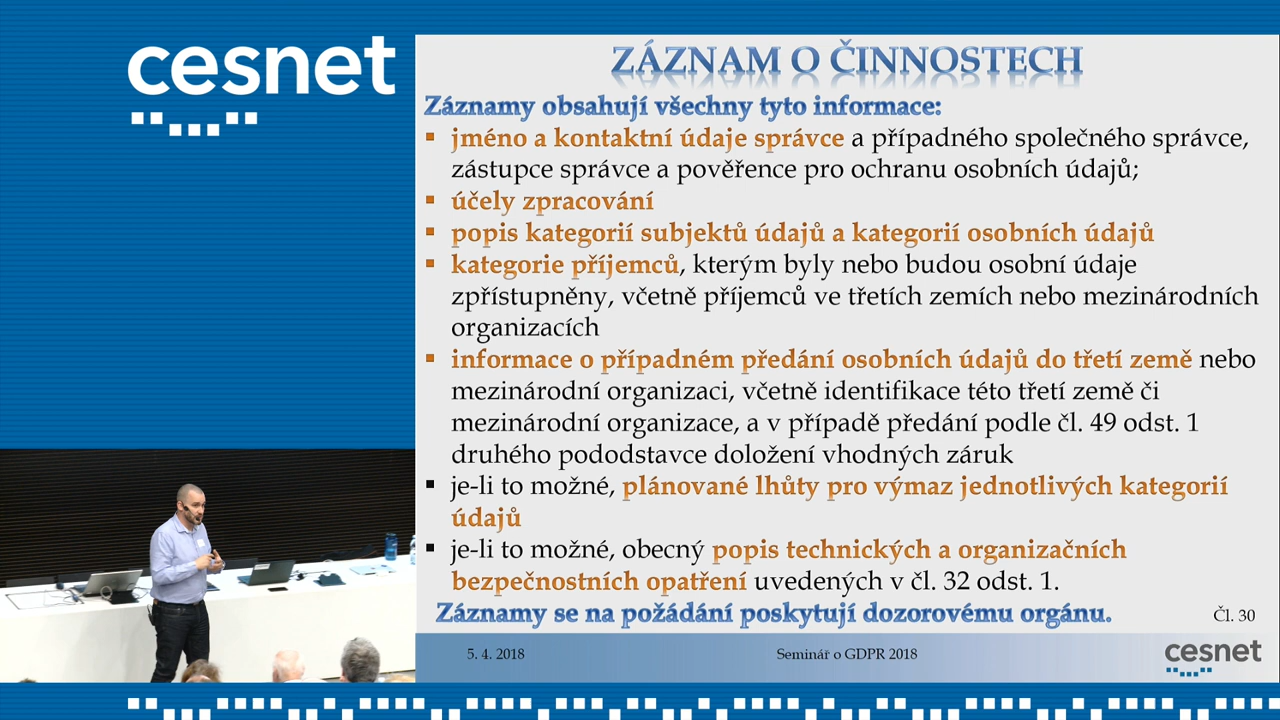 cesnet
ZÁZNAM O ČINNOSTECH
Záznamy obsahují všechny tyto informace:
▪ jméno a kontaktní údaje správce a případného společného správce,
zástupce správce a pověřence pro ochranu osobních údajů;
▪ účely zpracování
▪ popis kategorií subjektů údajů a kategorií osobních údajů
▪ kategorie příjemců, kterým byly nebo budou osobní údaje
zpřístupněny, včetně příjemců ve třetích zemích nebo mezinárodních
organizacích
▪ informace o případném předání osobních údajů do třetí země nebo
mezinárodní organizaci, včetně identifikace této třetí země či
mezinárodní organizace, a v případě předání podle čl. 49 odst. 1
druhého pododstavce doložení vhodných záruk
▪ je-li to možné, plánované lhůty pro výmaz jednotlivých kategorií
údajů
▪ je-li to možné, obecný popis technických a organizačních
bezpečnostních opatření uvedených v čl. 32 odst. 1.
Záznamy se na požádání poskytují dozorovému orgánu.
Čl. 30
5. 4. 2018
Seminář o GDPR 2018
cesnet